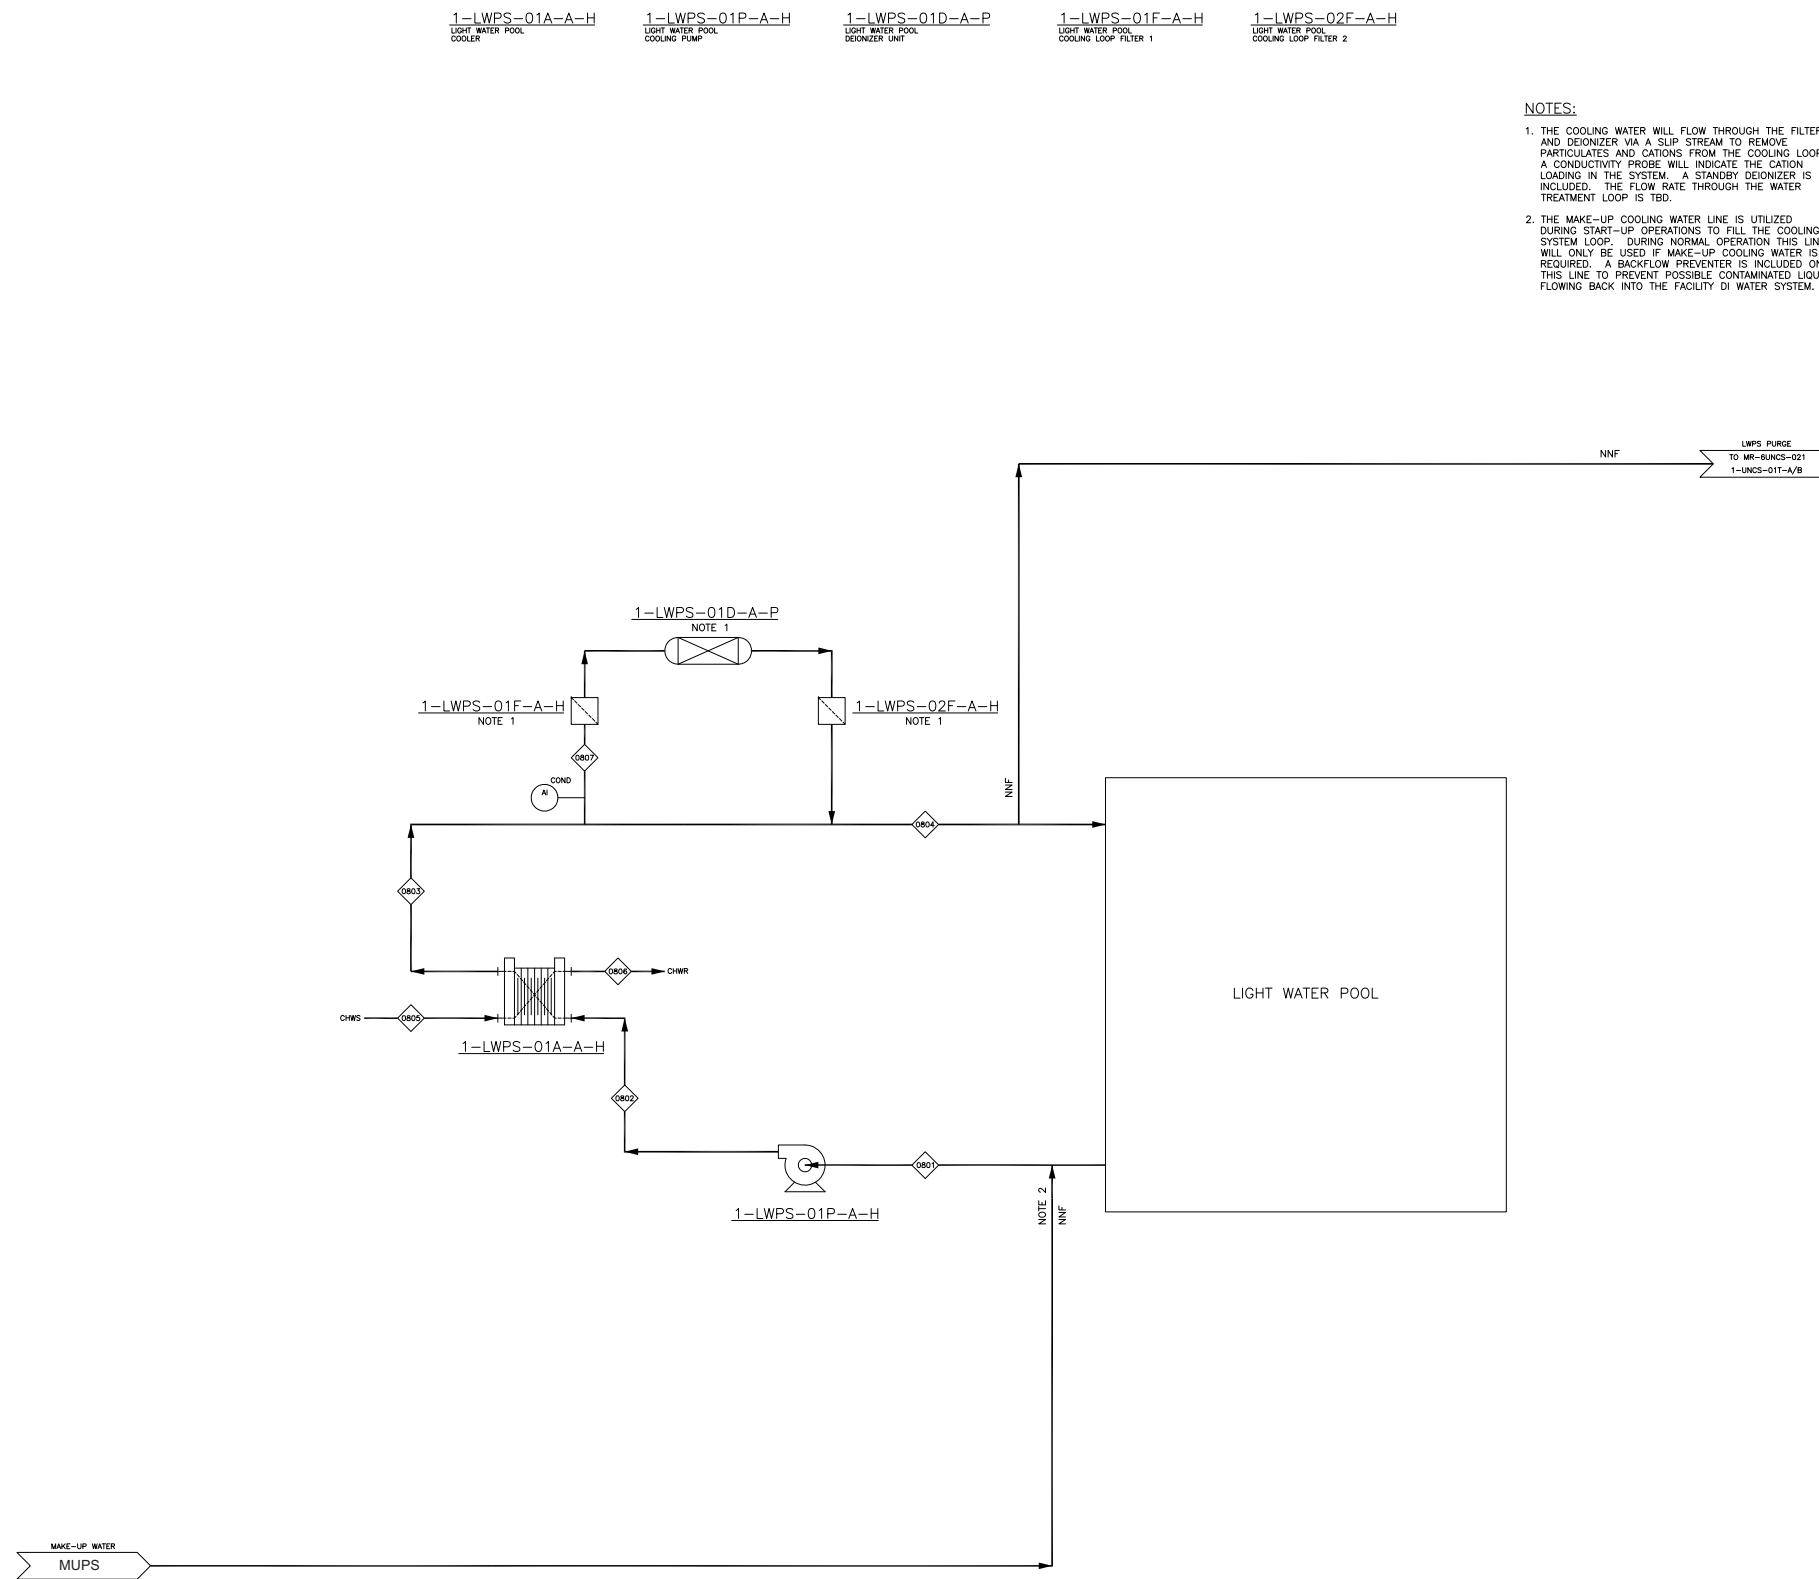 1-LWPS-01A-A-H
LIGHT WATER POOL
COOLER
1-LWPS-01P-A-H
LIGHT WATER POOL
COOLING PUMP
1-LWPS-01D-A-P
LIGHT WATER POOL
DEIONIZER UNIT
1-LWPS-01F-A-H
LIGHT WATER POOL
COOLING LOOP FILTER 1
1-LWPS-02F-A-H
LIGHT WATER POOL
COOLING LOOP FILTER 2
NOTES:
1. THE COOLING WATER WILL FLOW THROUGH THE FILTER
AND DEIONIZER VIA A SLIP STREAM TO REMOVE
PARTICULATES AND CATIONS FROM THE COOLING LOOP
A CONDUCTIVITY PROBE WILL INDICATE THE CATION
LOADING IN THE SYSTEM. A STANDBY DEIONIZER IS
INCLUDED. THE FLOW RATE THROUGH THE WATER
TREATMENT LOOP IS TBD.
2. THE MAKE-UP COOLING WATER LINE IS UTILIZED
DURING START-UP OPERATIONS TO FILL THE COOLING
SYSTEM LOOP. DURING NORMAL OPERATION THIS LIN
WILL ONLY BE USED IF MAKE-UP COOLING WATER IS
REQUIRED. A BACKFLOW PREVENTER IS INCLUDED ON
THIS LINE TO PREVENT POSSIBLE CONTAMINATED LIQU
FLOWING BACK INTO THE FACILITY DI WATER SYSTEM.
NNF
LWPS PURGE
TO MR-6UNCS-021
1-UNCS-01T-A/B
1-LWPS-01D-A-P
NOTE 1
1-LWPS-01F-A-H
NOTE 1
1-LWPS-02F-A-H
NOTE 1
0807
COND
AI
NNF
0804
0803
0806
CHWR
CHWS
0805
1-LWPS-01A-A-H
LIGHT WATER POOL
0802
0801
1-LWPS-01P-A-H
NOTE 2
NNF
MAKE-UP WATER
MUPS